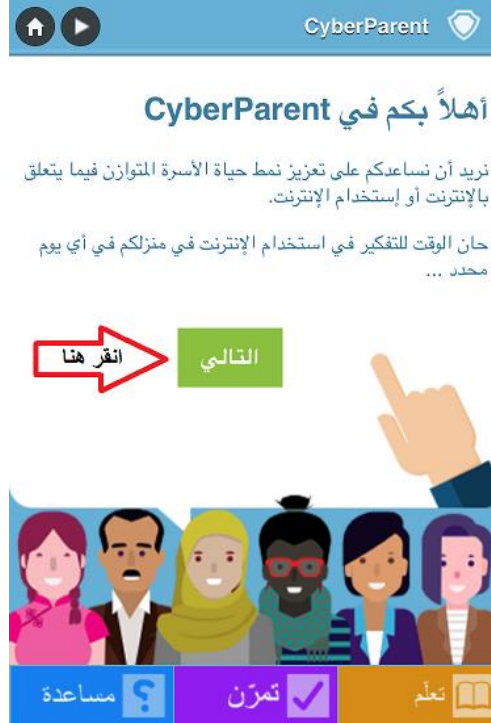 CyberParent
أهلاً بكم في CyberParent
نريد أن نساعدكم على تعزيز نمط حياة الأسرة المتوازن فيما يتعلق
بالإنترنت أو إستخدام الإنترنت.
حان الوقت للتفكير في استخدام الإنترنت في منزلكم في أي يوم
محدد ...
التالي
انقر هنا
تعلّم
تمرّن
? مساعدة